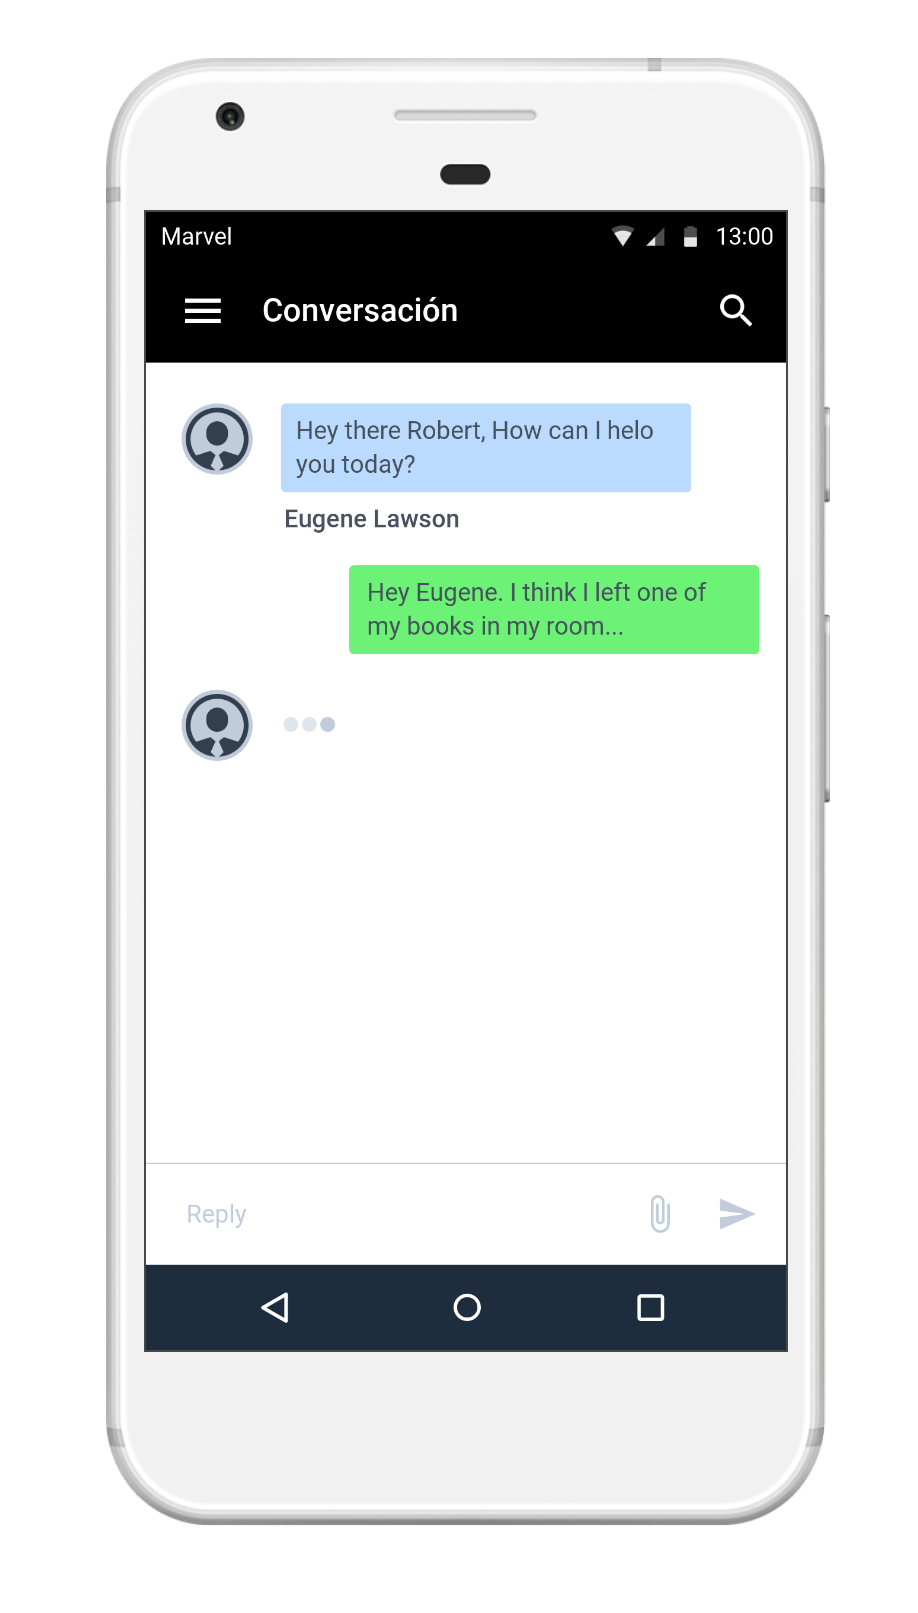 Marvel 13:00
Conversación
Hey there Robert, How can I helo
you today?
Eugene Lawson
Hey Eugene. I think I left one of
my books in my room...
Reply